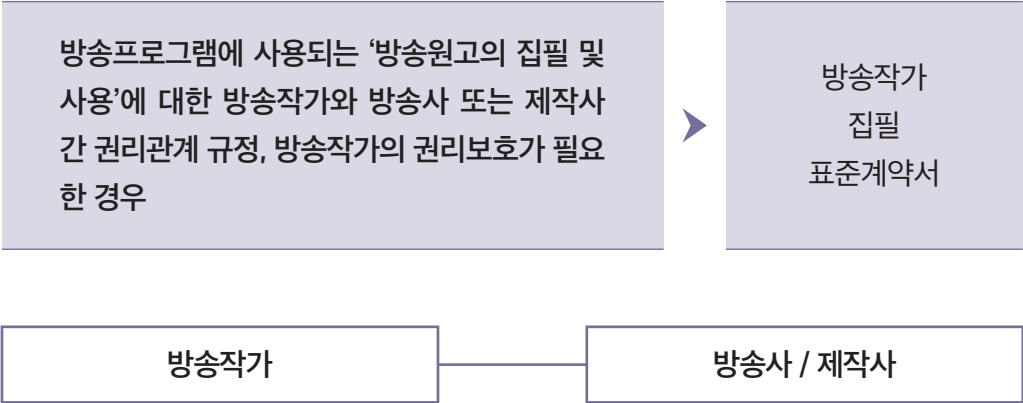 방송프로그램에 사용되는 ‘방송원고의 집필 및
사용’에 대한 방송작가와 방송사 또는 제작사
간 권리관계 규정, 방송작가의 권리보호가 필요
한 경우
방송작가
집필
표준계약서
방송작가
방송사 / 제작사